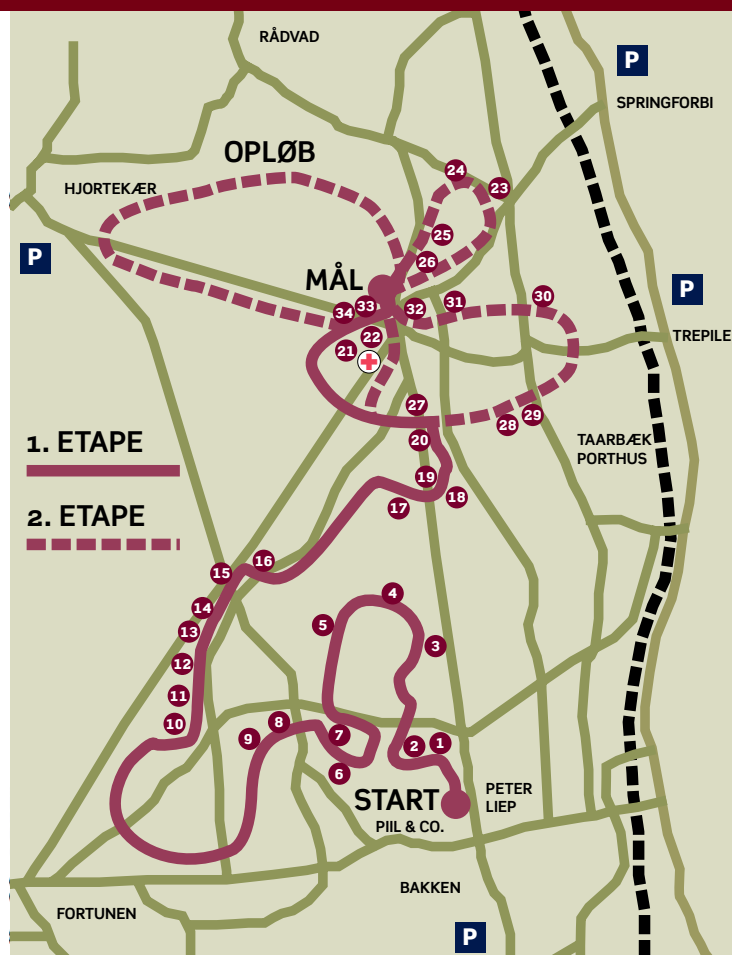 RÅDVAD
P
SPRINGFORBI
OPLØB
24
23
HJORTEKÆR
25
P
26
MÅL
P
30
31
33
32
34
TREPILE
22
21
27
29
28
1. ETAPE
20
TAARBÆK
PORTHUS
19
18
17
2. ETAPE
16
15
4
14
5
13
3
12
11
10
8
7
9
1
2
6
START
PETER
LIEP
PIIL & CO.
BAKKEN
FORTUNEN
P